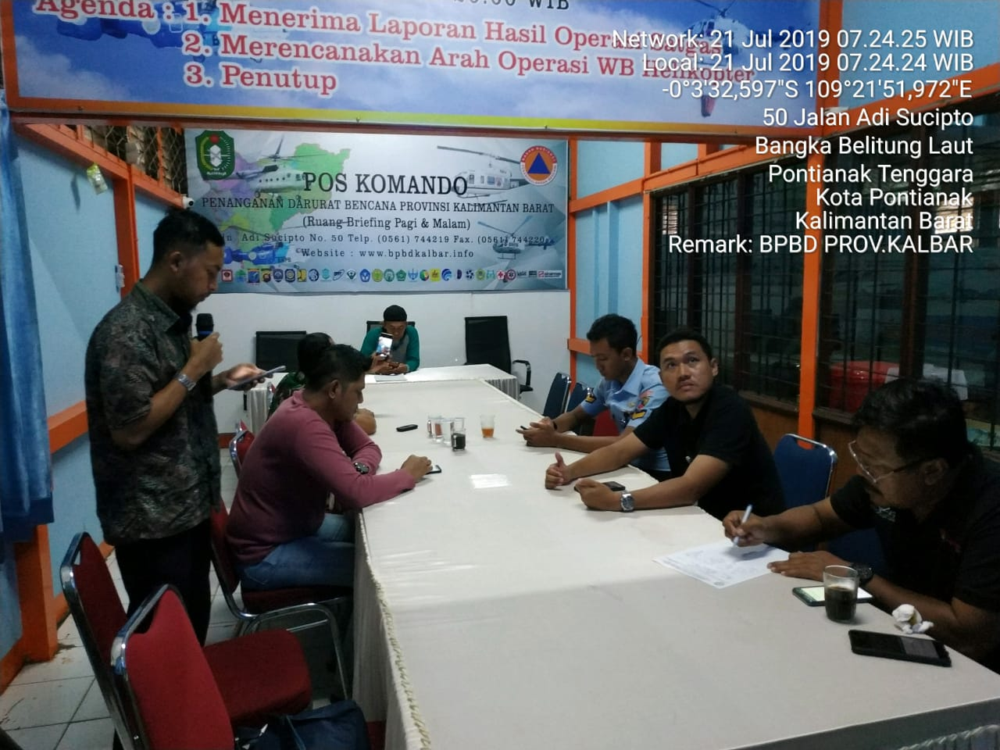 WIB
Agenda : 1. Menerima Laporan Hasil Operasi Satgas
2. Merencanakan Arah Operasi WB Helikopter
3. Penutup
Network: 21 Jul 2019 07.24.25 WIB
Local: 21 Jul 2019 07.24.24 WIB
-0°3'32,597"S 109°21'51,972"E
50 Jalan Adi Sucipto
Bangka Belitung Laut
Pontianak Tenggara
Kota Pontianak
Kalimantan Barat
Remark: BPBD PROV.KALBAR
POS KOMANDO
PENANGANAN DARURAT BENCANA PROVINSI KALIMANTAN BARAT
(Ruang Briefing Pagi & Malam)
Adi Sucipto No. 50 Telp. (0561) 744219 Fax. (0561) 744220
Website : www.bpbdkalbar.info